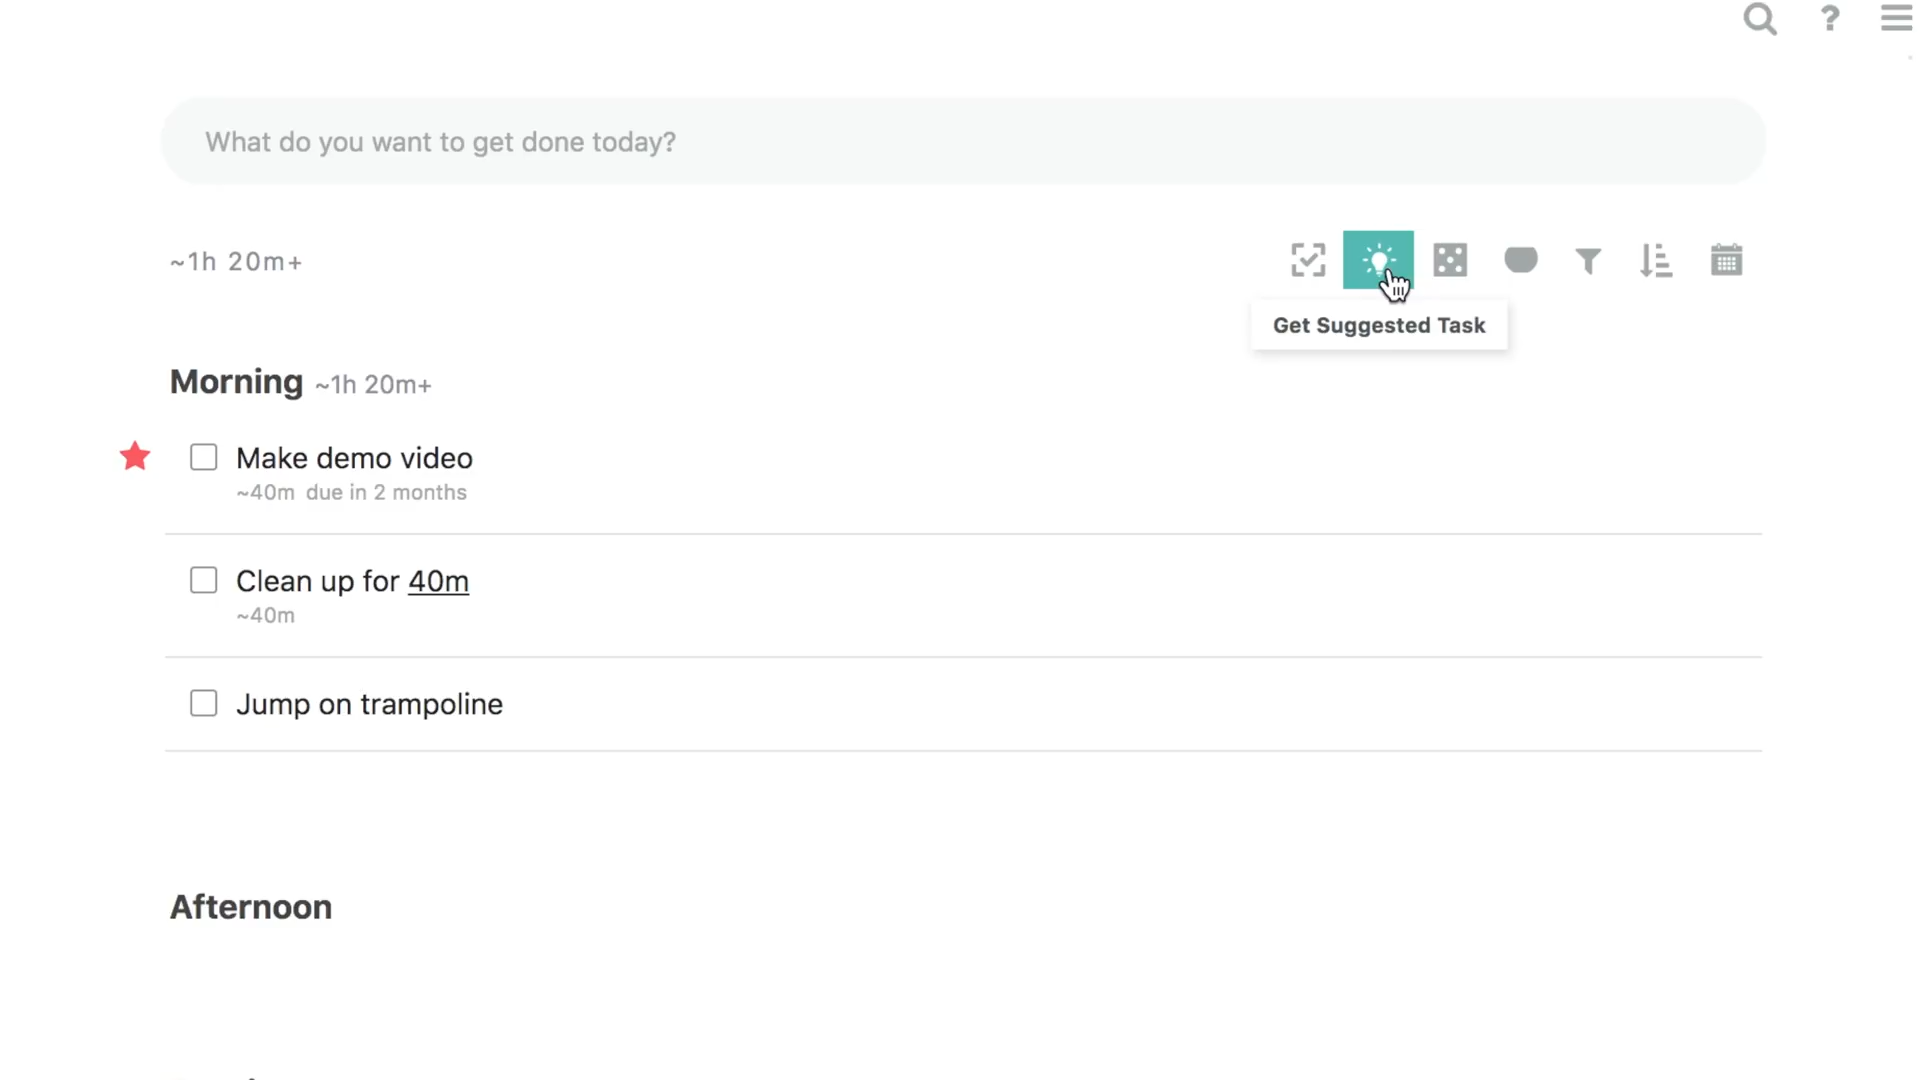 What do you want to get done today?
~1h 20m+
Get Suggested Task
Morning ~1h 20m+
Make demo video
~40m due in 2 months
Clean up for 40m
~40m
Jump on trampoline
Afternoon